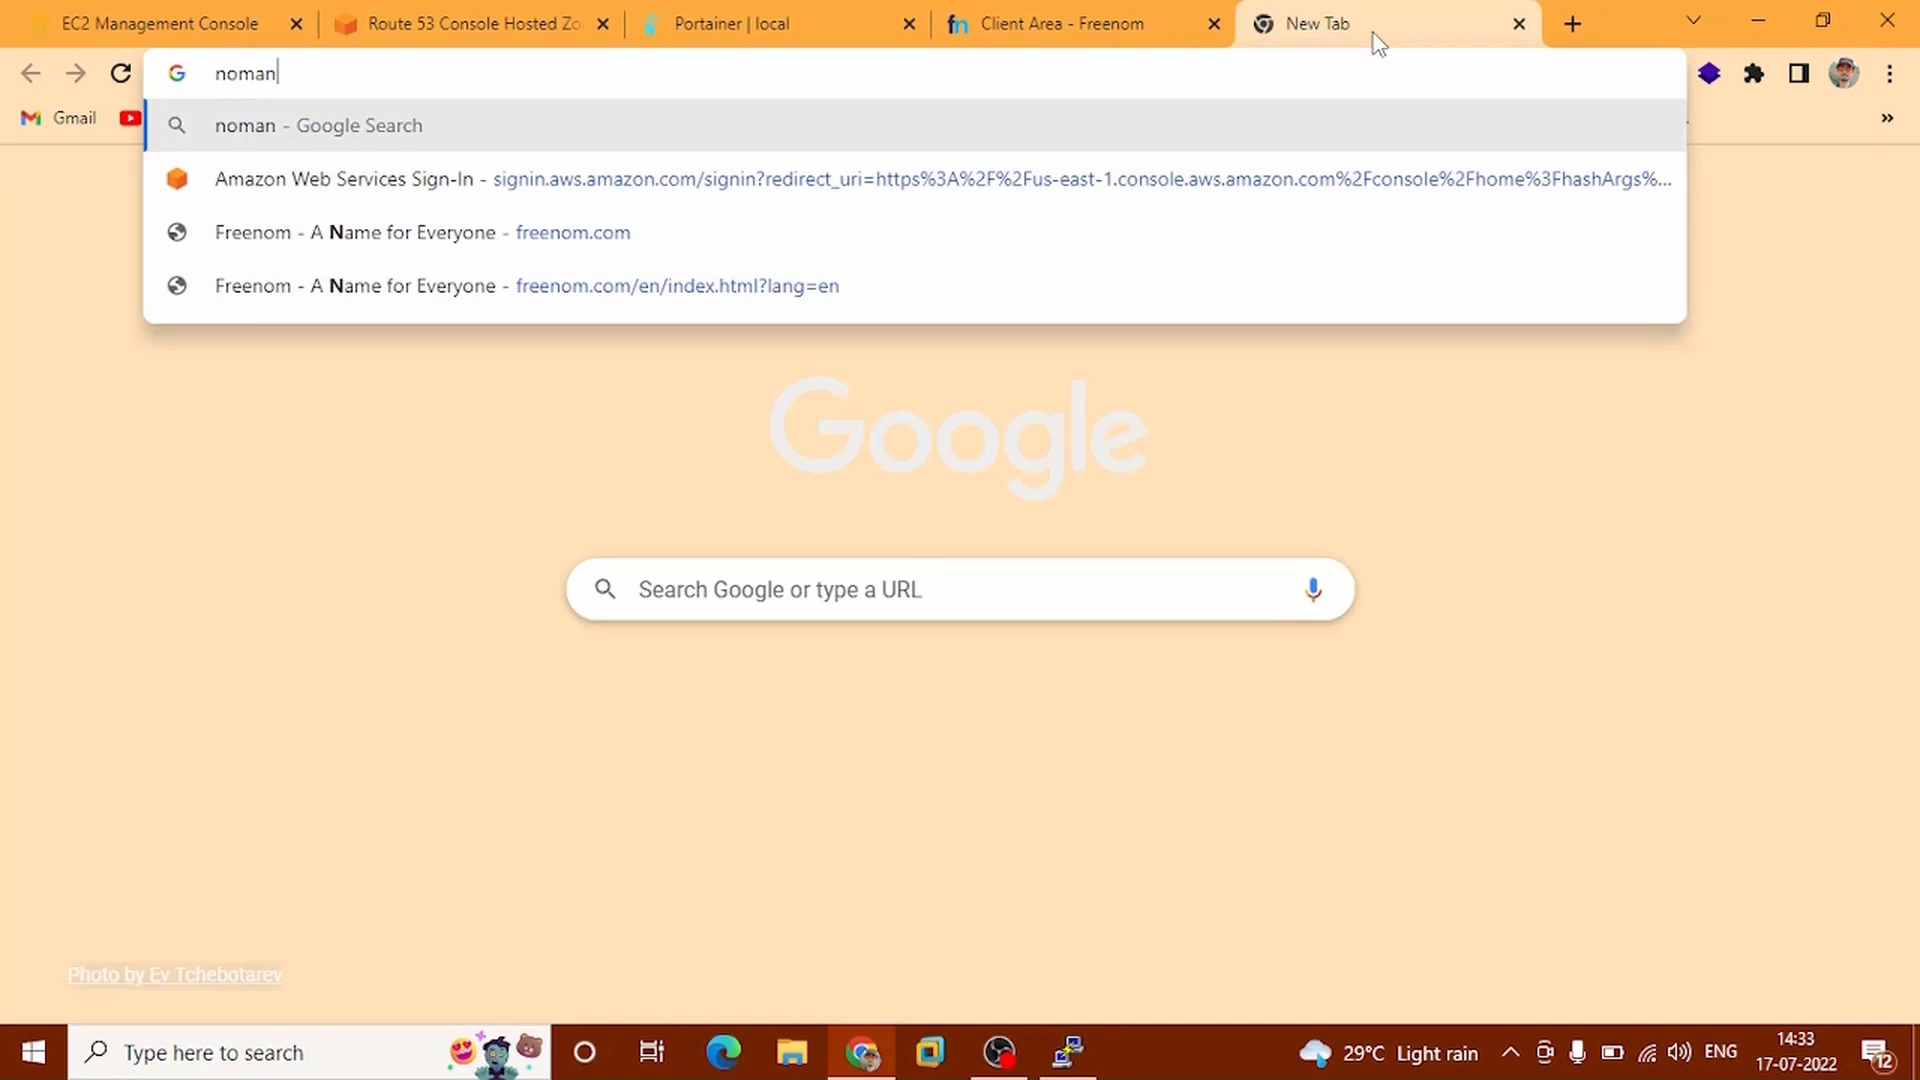 EC2 Management Console
Route 53 Console Hosted Zo
Portainer | local
fn Client Area - Freenom
New Tab
noman
Gmail
noman - Google Search
Amazon Web Services Sign-In - signin.aws.amazon.com/signin?redirect_uri=https%3A%2F%2Fus-east-1.console.aws.amazon.com%2Fconsole%2Fhome%3FhashArgs%...
Freenom - A Name for Everyone - freenom.com
Freenom - A Name for Everyone - freenom.com/en/index.html?lang=en
Google
Search Google or type a URL
Photo by Ev Tchebotarev
Type here to search
29°C Light rain
ENG
14:33
17-07-2022
12